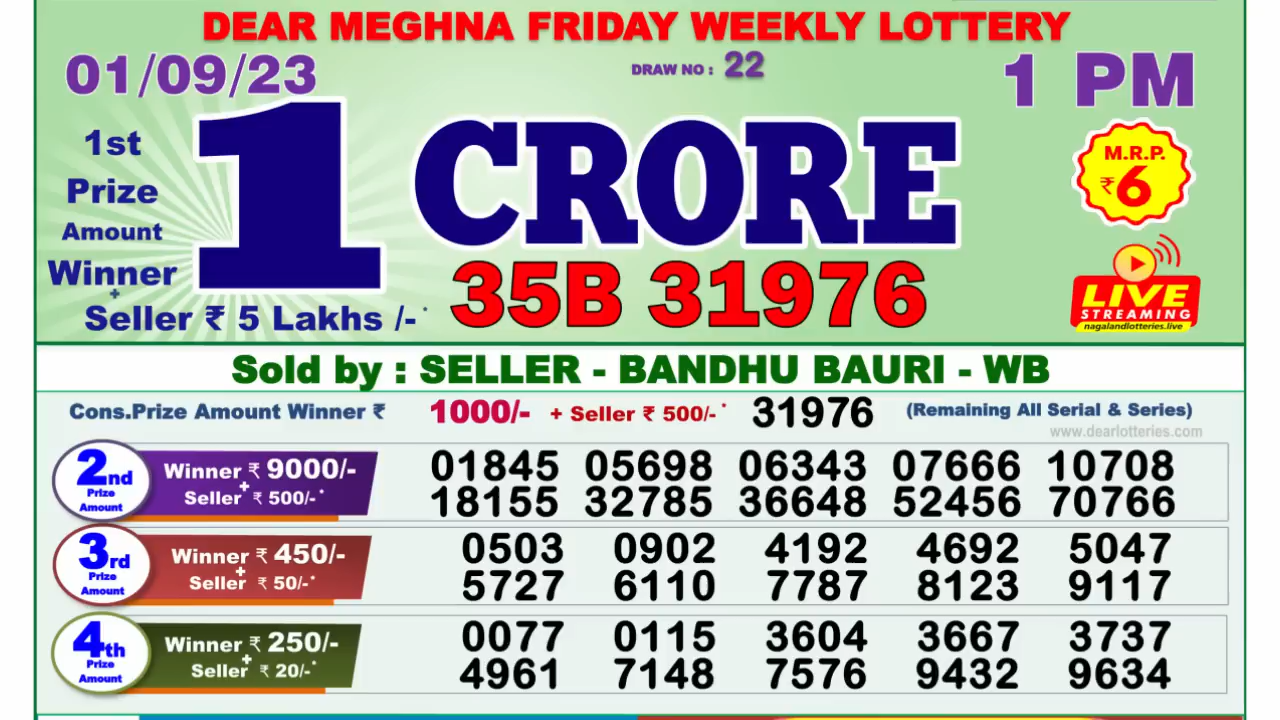 DEAR MEGHNA FRIDAY WEEKLY LOTTERY
01/09/23
DRAW NO : 22
1 PM
1st
Prize
Amount
Winner
+
Seller ₹ 5 Lakhs /-*
1 CRORE
35B 31976
M.R.P.
₹6
LIVE
STREAMING
nagalandlotteries.live
Sold by : SELLER - BANDHU BAURI - WB
Cons.Prize Amount Winner ₹ 1000/- + Seller ₹ 500/-* 31976 (Remaining All Serial & Series)
www.dearlotteries.com
2nd
Prize
Amount
Winner ₹ 9000/-
+
Seller ₹ 500/-*
01845 05698 06343 07666 10708
18155 32785 36648 52456 70766
3rd
Prize
Amount
Winner ₹ 450/-
+
Seller ₹ 50/-*
0503 0902 4192 4692 5047
5727 6110 7787 8123 9117
4th
Prize
Amount
Winner ₹ 250/-
+
Seller ₹ 20/-*
0077 0115 3604 3667 3737
4961 7148 7576 9432 9634